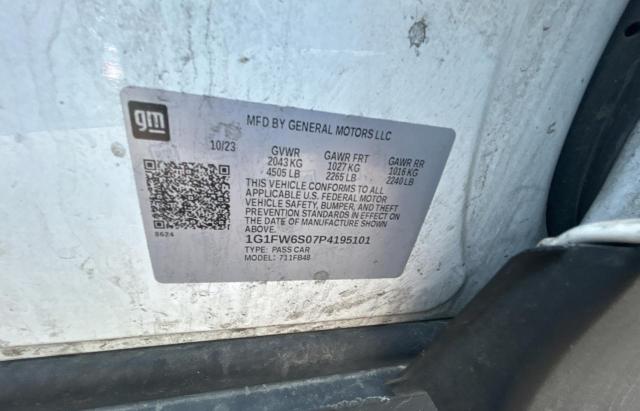 gm
MFD BY GENERAL MOTORS LLC
10/23
GVWR GAWR FRT GAWR RR
2043 KG 1027 KG 1016 KG
4505 LB 2265 LB 2240 LB
THIS VEHICLE CONFORMS TO ALL
APPLICABLE U.S. FEDERAL MOTOR
VEHICLE SAFETY, BUMPER, AND THEFT
PREVENTION STANDARDS IN EFFECT ON
THE DATE OF MANUFACTURE SHOWN
ABOVE.
1G1FW6S07P4195101
TYPE: PASS CAR
MODEL: 711FB48
8624